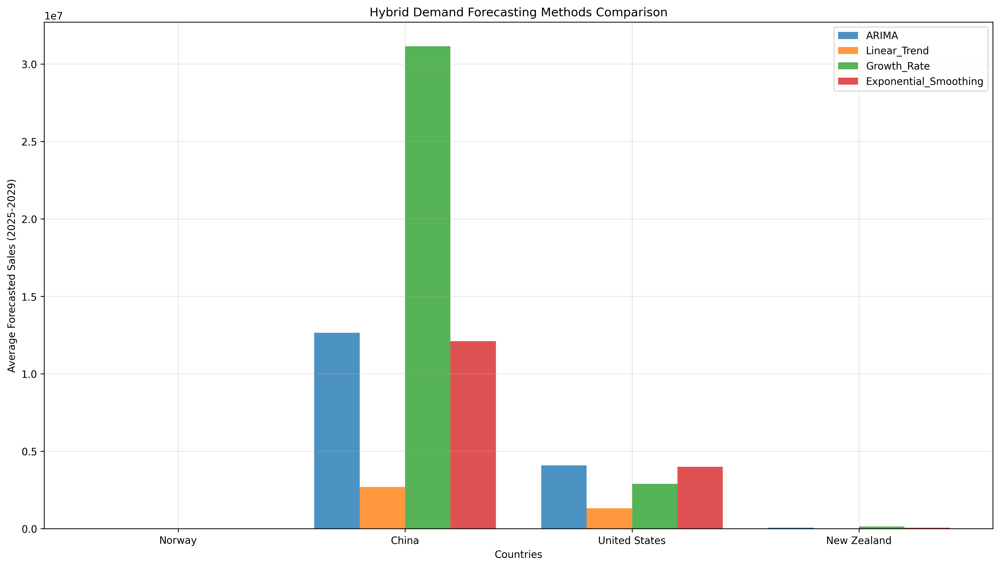 Hybrid Demand Forecasting Methods Comparison
1e7
ARIMA
Linear_Trend
Growth_Rate
Exponential_Smoothing
Average Forecasted Sales (2025-2029)
3.0
2.5
2.0
1.5
1.0
0.5
0.0
Norway China United States New Zealand
Countries